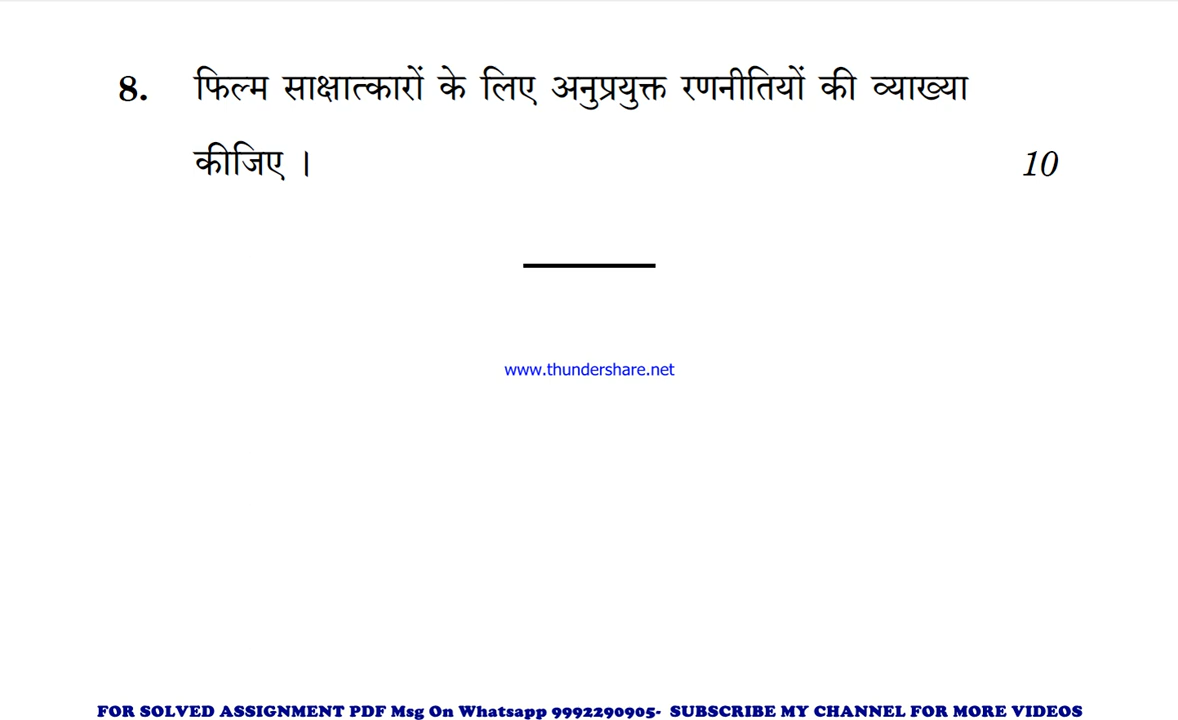 8. फिल्म साक्षात्कारों के लिए अनुप्रयुक्त रणनीतियों की व्याख्या
कीजिए । 10
www.thundershare.net
FOR SOLVED ASSIGNMENT PDF Msg On Whatsapp 9992290905- SUBSCRIBE MY CHANNEL FOR MORE VIDEOS